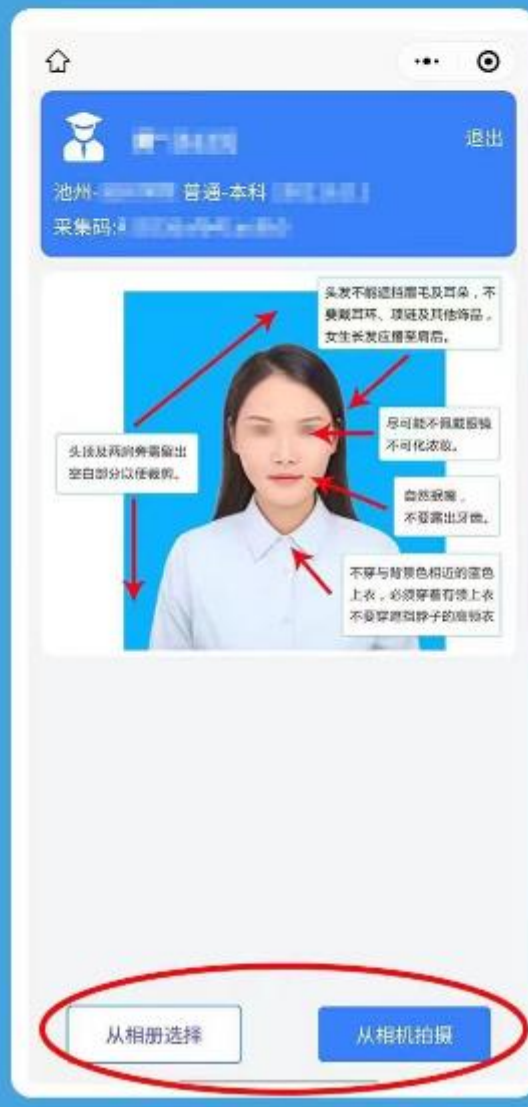 退出
池州- 普通-本科
采集码:
头发不能遮挡眉毛及耳朵，不
要戴耳环、项链及其他饰品。
女生长发应撸至肩后。
尽可能不佩戴眼镜
不可化浓妆。
头顶及两肩旁需留出
空白部分以便裁剪。
自然抿嘴，
不要露出牙齿。
不穿与背景色相近的蓝色
上衣，必须穿着有领上衣
不要穿遮挡脖子的高领衣
从相册选择
从相机拍摄